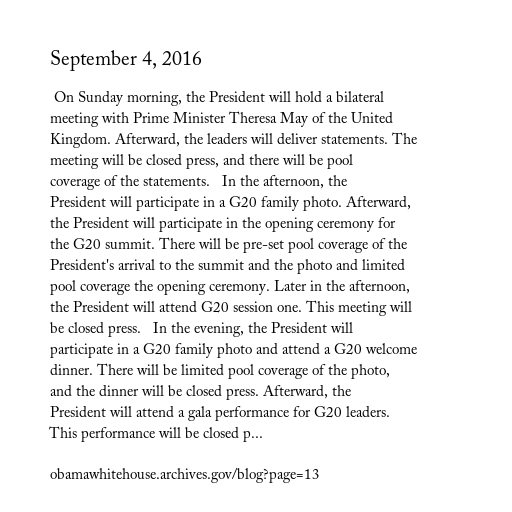 September 4, 2016
On Sunday morning, the President will hold a bilateral
meeting with Prime Minister Theresa May of the United
Kingdom. Afterward, the leaders will deliver statements. The
meeting will be closed press, and there will be pool
coverage of the statements.   In the afternoon, the
President will participate in a G20 family photo. Afterward,
the President will participate in the opening ceremony for
the G20 summit. There will be pre-set pool coverage of the
President's arrival to the summit and the photo and limited
pool coverage the opening ceremony. Later in the afternoon,
the President will attend G20 session one. This meeting will
be closed press.   In the evening, the President will
participate in a G20 family photo and attend a G20 welcome
dinner. There will be limited pool coverage of the photo,
and the dinner will be closed press. Afterward, the
President will attend a gala performance for G20 leaders.
This performance will be closed p...
obamawhitehouse.archives.gov/blog?page=13